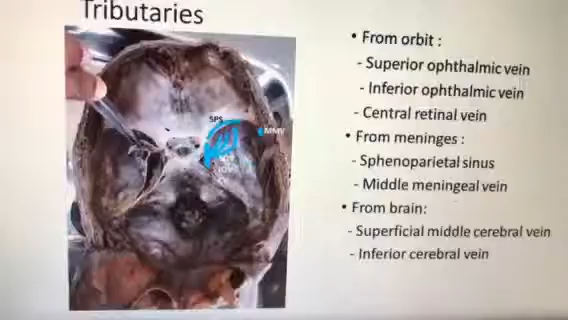 Tributaries
• From orbit :
- Superior ophthalmic vein
- Inferior ophthalmic vein
- Central retinal vein
• From meninges :
- Sphenoparietal sinus
- Middle meningeal vein
• From brain:
- Superficial middle cerebral vein
- Inferior cerebral vein
SPS
MMV